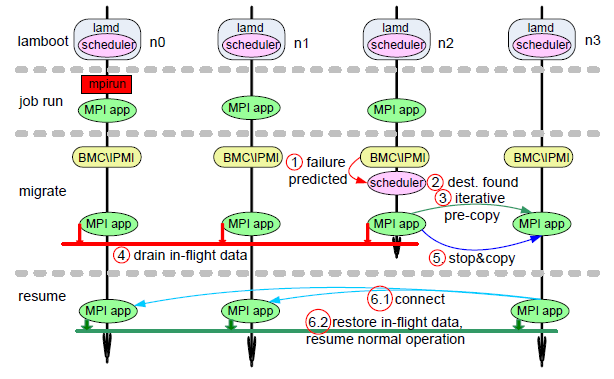 lamboot
lamd
scheduler
n0
lamd
scheduler
n1
lamd
scheduler
n2
lamd
scheduler
n3
job run
mpirun
MPI app
MPI app
MPI app
migrate
BMC\IPMI
BMC\IPMI
BMC\IPMI
BMC\IPMI
1 failure
predicted
scheduler
2 dest. found
3 iterative
pre-copy
MPI app
MPI app
MPI app
MPI app
4 drain in-flight data
5 stop&copy
resume
6.1 connect
MPI app
MPI app
MPI app
6.2 restore in-flight data,
resume normal operation